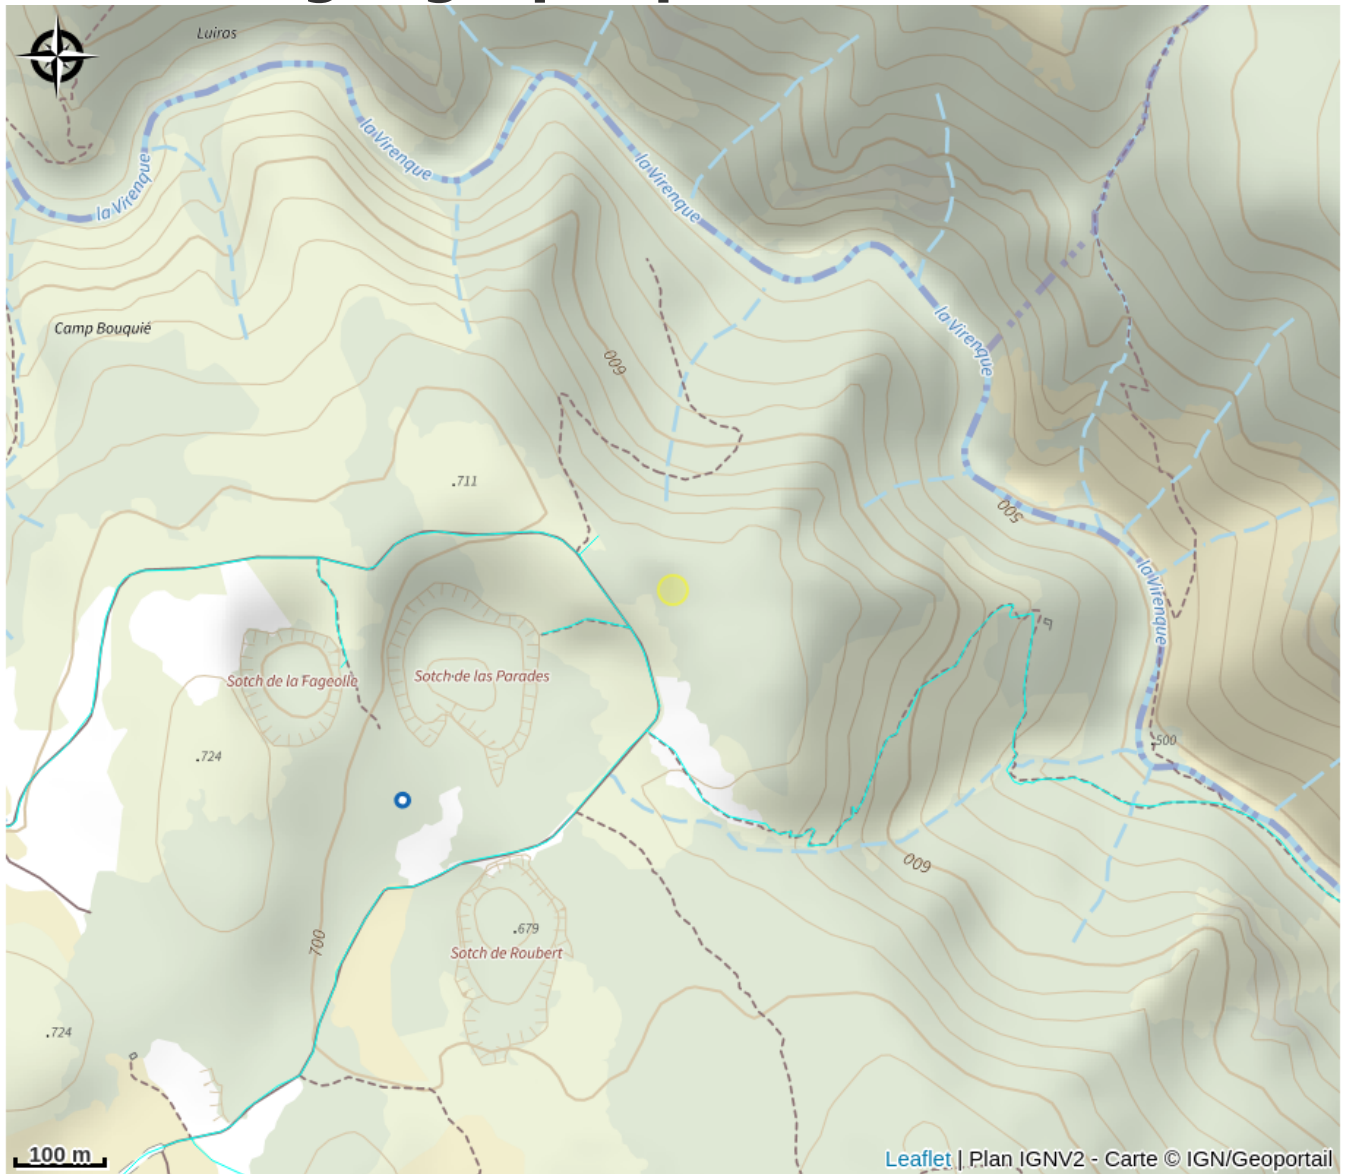 Luiras
la Virenque
la Virenque
la Virenque
la Virenque
Camp Bouquié
600
.711
500
la Virenque
Sotch de la Fageolle
Sotch de las Parades
.724
500
600
700
.679
Sotch de Roubert
.724
100 m
Leaflet | Plan IGNV2 - Carte © IGN/Geoportail